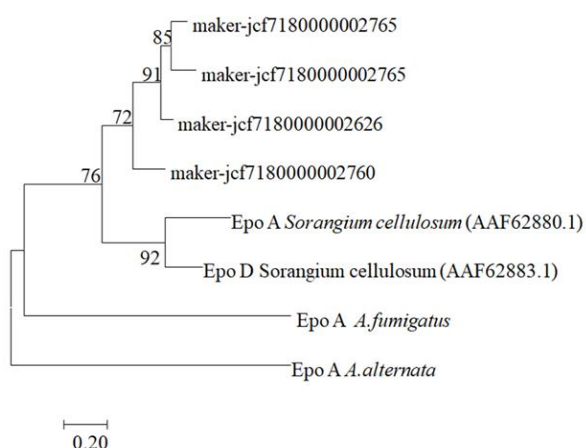 85
maker-jcf7180000002765
maker-jcf7180000002765
91
72
maker-jcf7180000002626
maker-jcf7180000002760
76
Epo A Sorangium cellulosum (AAF62880.1)
92
Epo D Sorangium cellulosum (AAF62883.1)
Epo A A.fumigatus
Epo A A.alternata
0.20